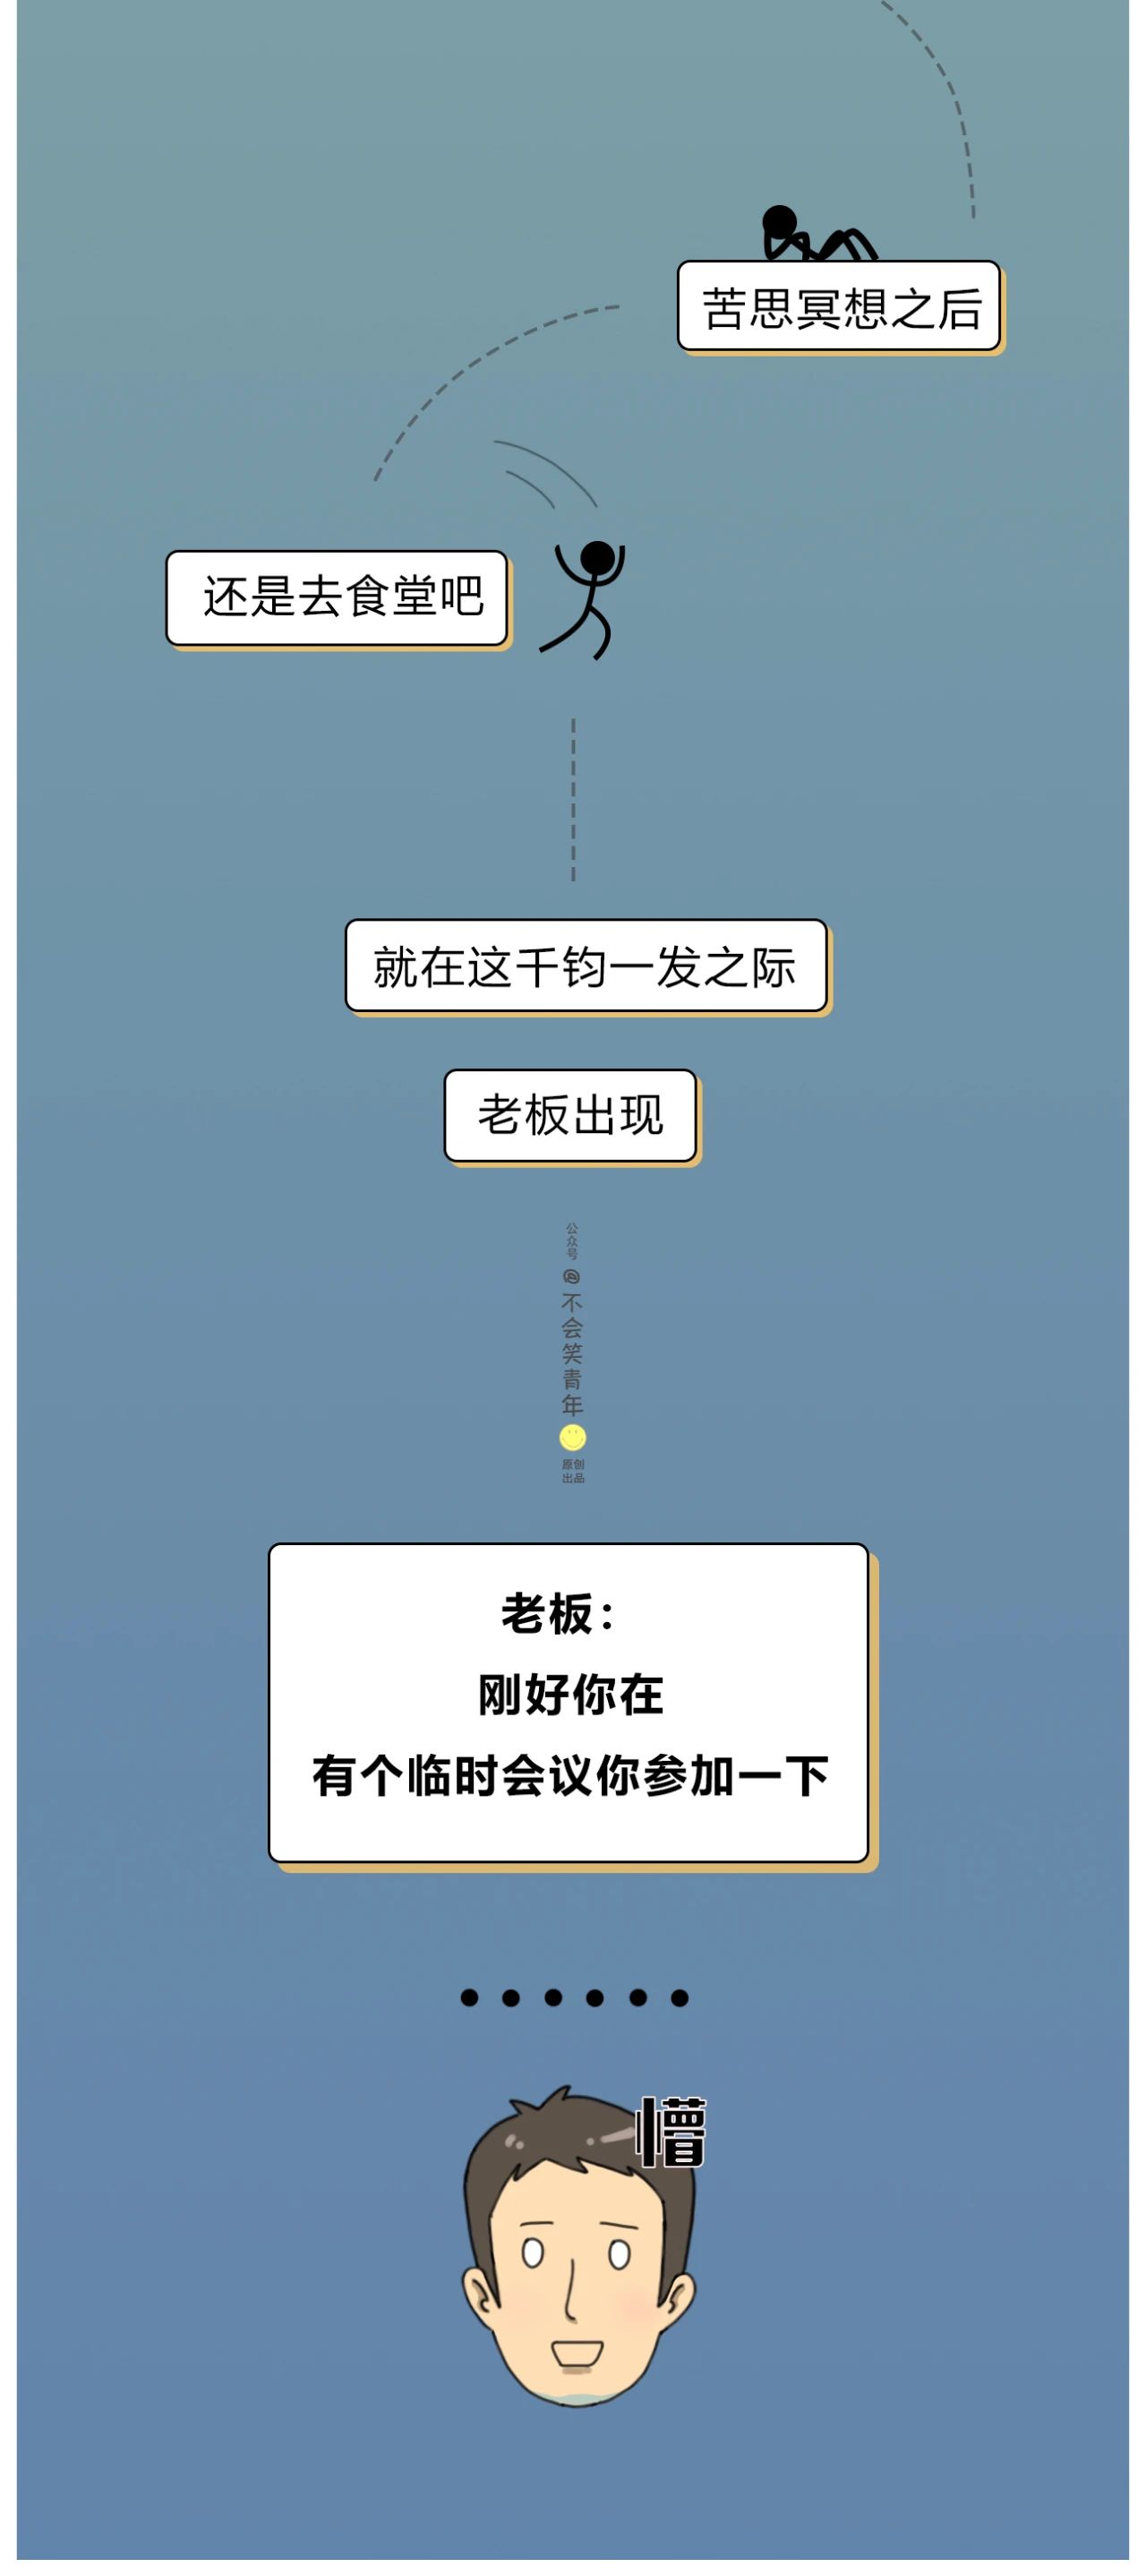 苦思冥想之后
还是去食堂吧
就在这千钧一发之际
老板出现
公众号
@不会笑青年
原创
出品
老板：
刚好你在
有个临时会议你参加一下
······
懵